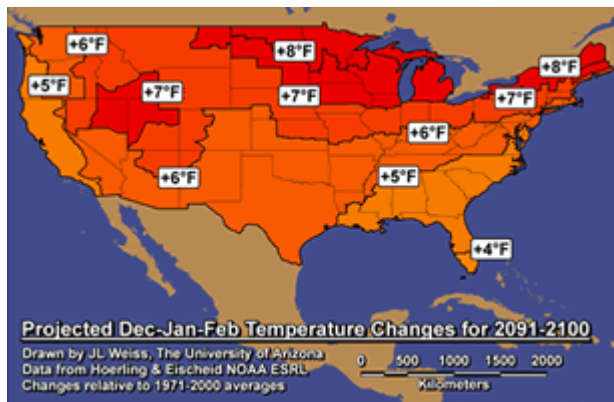 +6°F
+8°F
+8°F
+5°F
+7°F
+7°F
+7°F
+6°F
+6°F
+5°F
+4°F
Projected Dec-Jan-Feb Temperature Changes for 2091-2100
Drawn by JL Weiss, The University of Arizona
Data from Hoerling & Eischeid NOAA ESRL
Changes relative to 1971-2000 averages
0 500 1000 1500 2000
Kilometers